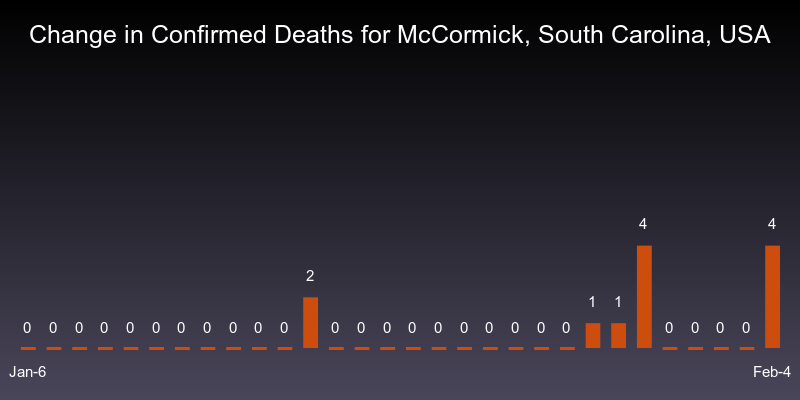 Change in Confirmed Deaths for McCormick, South Carolina, USA
4 4
2
1 1
0 0 0 0 0 0 0 0 0 0 0 0 0 0 0 0 0 0 0 0 0 0 0 0 0
Jan-6 Feb-4